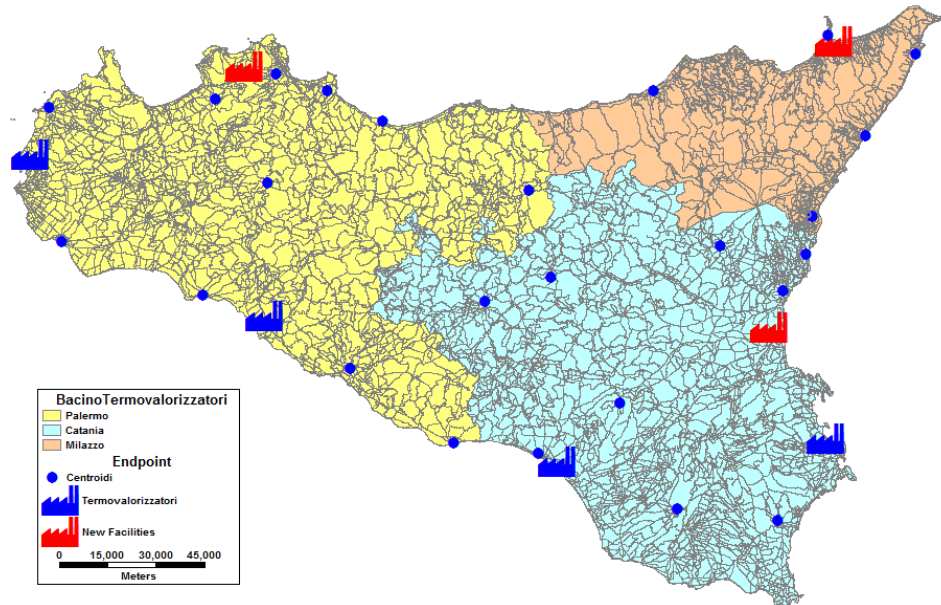 BacinoTermovalorizzatori
Palermo
Catania
Milazzo
Endpoint
Centroidi
Termovalorizzatori
New Facilities
0 15,000 30,000 45,000
Meters